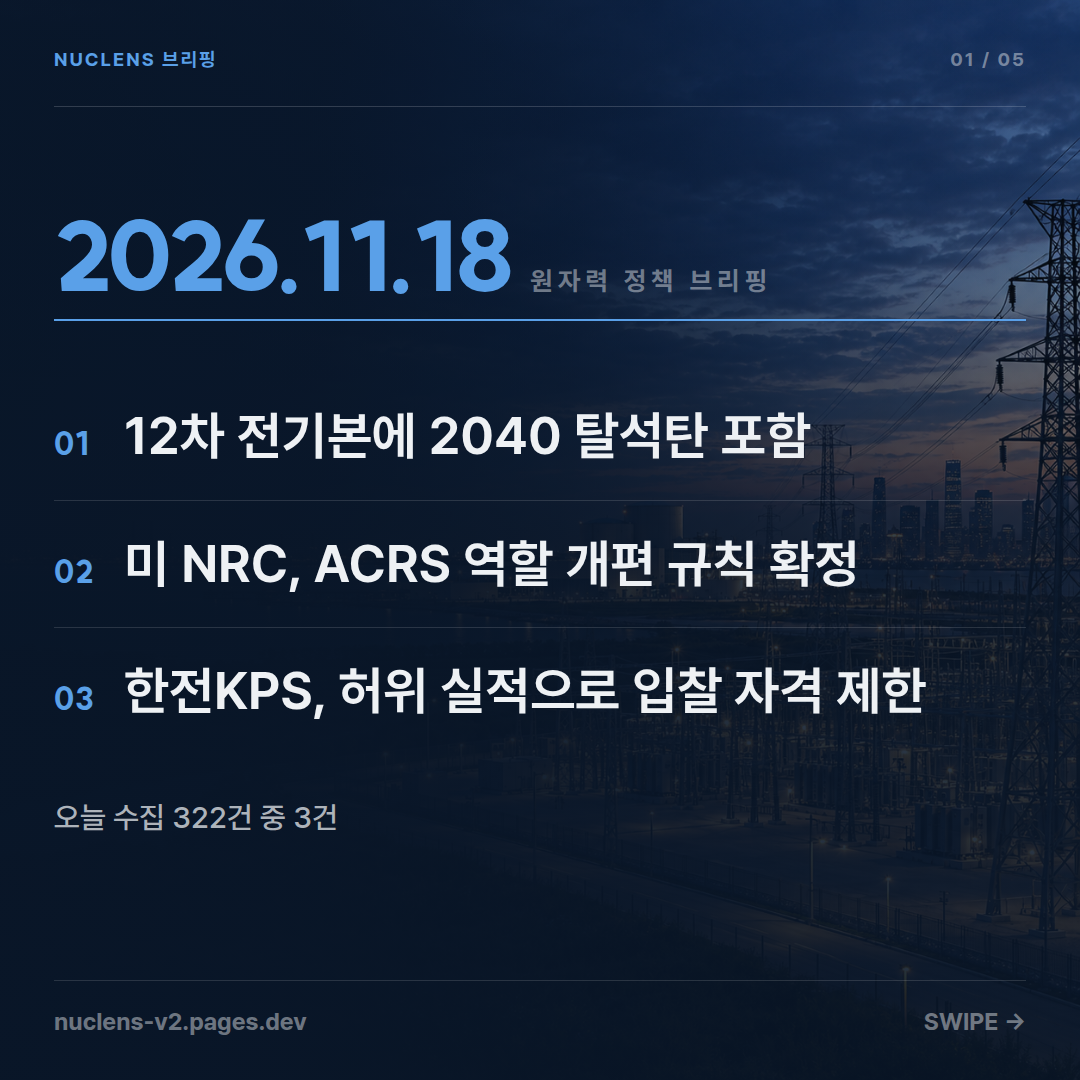 NUCLENS 브리핑
01 / 05
2026.11.18 원자력 정책 브리핑
01 12차 전기본에 2040 탈석탄 포함
02 미 NRC, ACRS 역할 개편 규칙 확정
03 한전KPS, 허위 실적으로 입찰 자격 제한
오늘 수집 322건 중 3건
nuclens-v2.pages.dev
SWIPE →